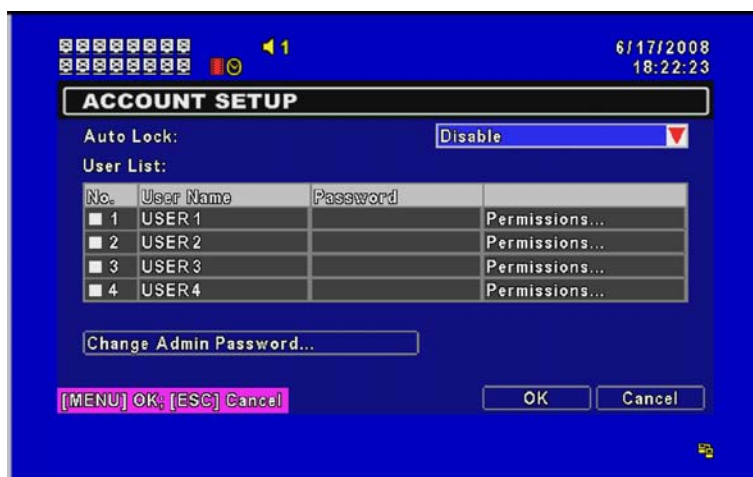 1 6/17/2008
18:22:23
ACCOUNT SETUP
Auto Lock: Disable
User List:
No. User Name Password
1 USER1 Permissions...
2 USER2 Permissions...
3 USER3 Permissions...
4 USER4 Permissions...
Change Admin Password...
[MENU] OK; [ESC] Cancel OK Cancel